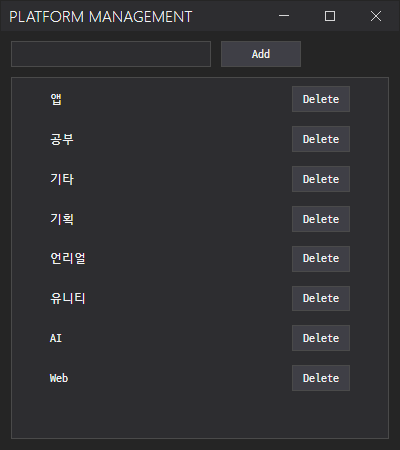 PLATFORM MANAGEMENT
Add
앱 Delete
공부 Delete
기타 Delete
기획 Delete
언리얼 Delete
유니티 Delete
AI Delete
Web Delete